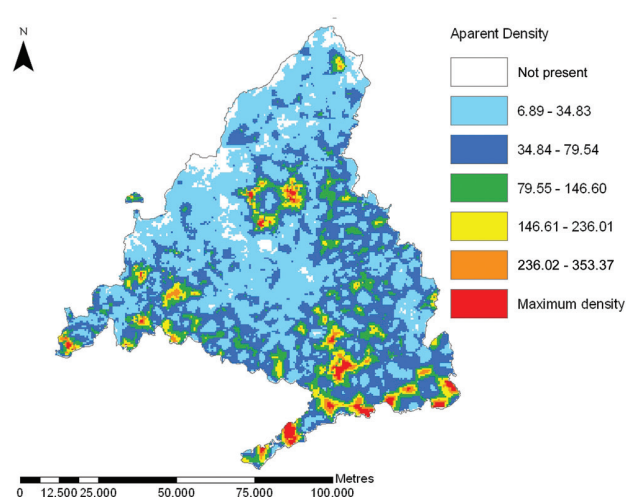 N
Aparent Density
Not present
6.89 - 34.83
34.84 - 79.54
79.55 - 146.60
146.61 - 236.01
236.02 - 353.37
Maximum density
Metres
0 12.500 25.000 50.000 75.000 100.000